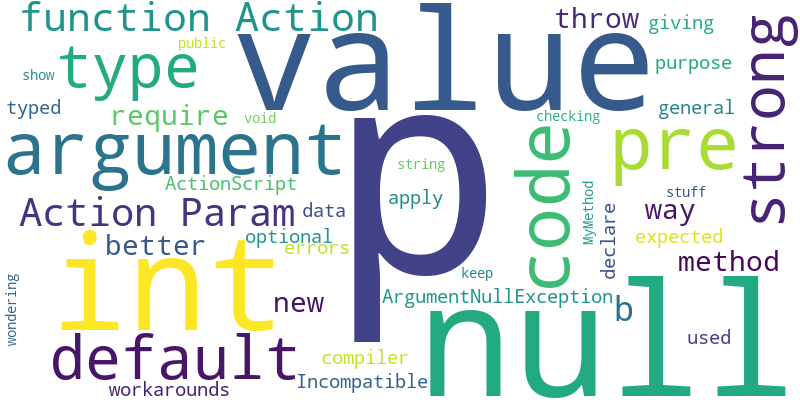 function Action
value
throw
giving
strong
public
type
show
purpose
typed
require
void
checking
general
argument
p
code
pre
string
ActionScript
apply
MyMethod
stuff
Action Param
data
way
declare
optional
better
errors
expected
method
int
keep
wondering
new
ArgumentNullException
b
null
default
used
compiler
Incompatible
workarounds